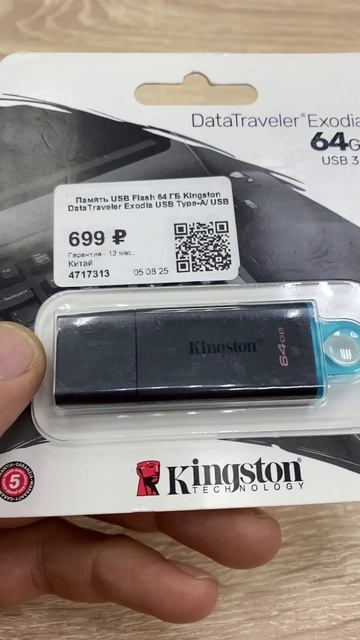 DataTraveler® Exodia
64G
USB 3
Память USB Flash 64 ГБ Kingston
DataTraveler Exodia USB Type-A/ USB
699 ₽
Гарантия - 12 мес.
Китай
4717313 05.08.25
Kingston
64GB
5
Kingston
TECHNOLOGY